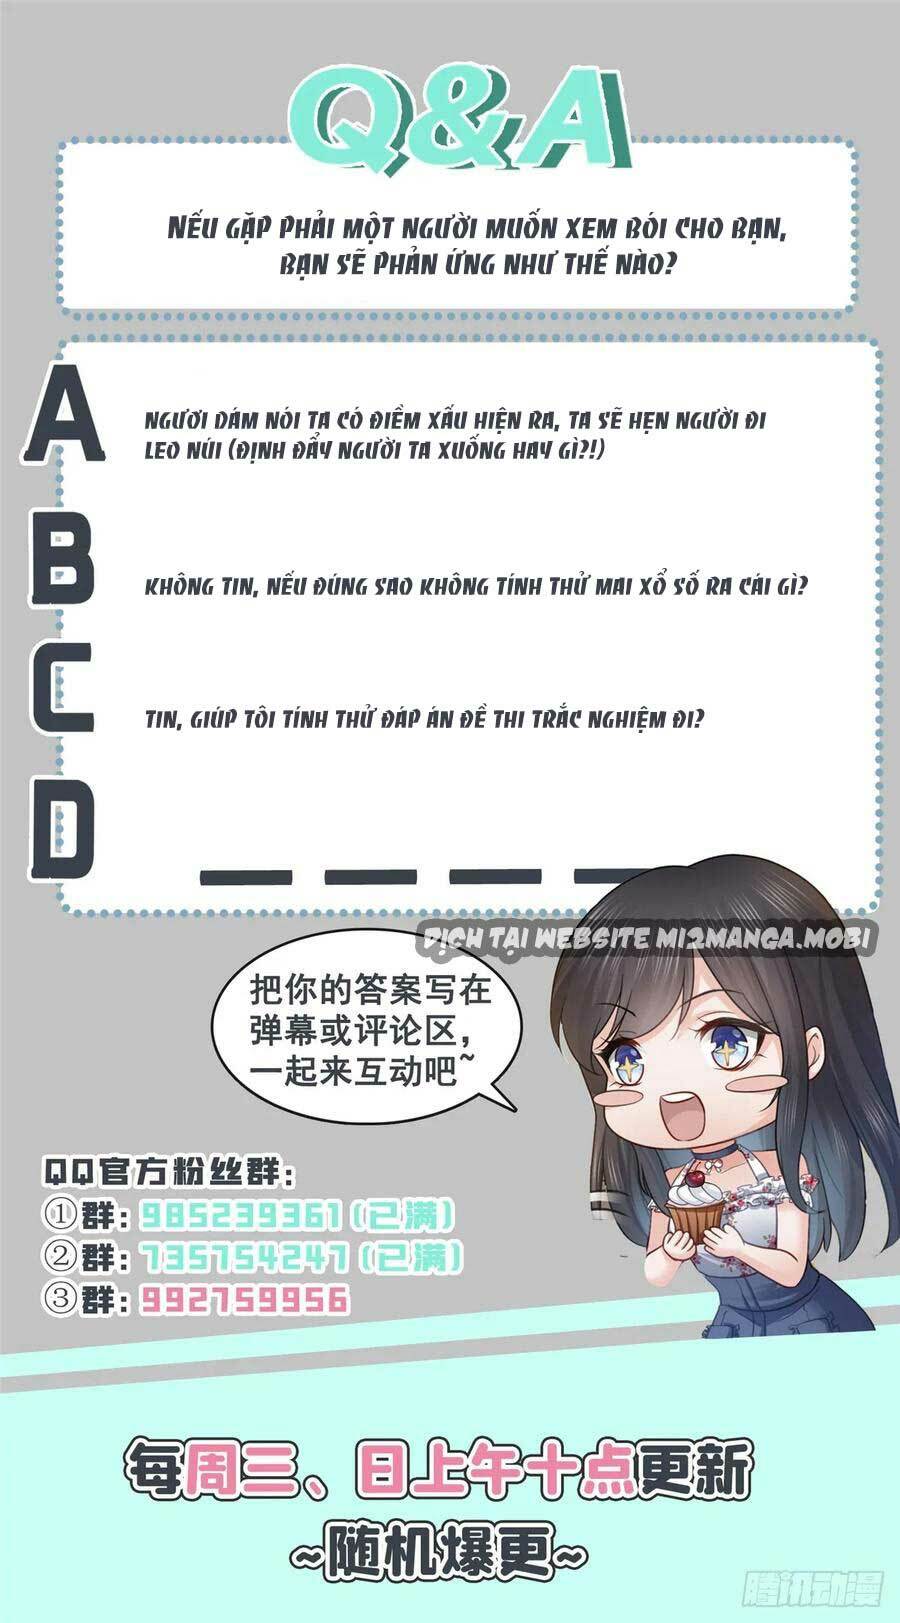 Q&A
NẾU GẶP PHẢI MỘT NGƯỜI MUỐN XEM BÓI CHO BẠN,
BẠN SẼ PHẢN ỨNG NHƯ THẾ NÀO?
A
NGƯƠI DÁM NÓI TA CÓ ĐIỀM XẤU HIỆN RA, TA SẼ HẸN NGƯƠI ĐI
LEO NÚI (ĐỊNH ĐẨY NGƯỜI TA XUỐNG HAY GÌ?!)
B
KHÔNG TIN, NẾU ĐÚNG SAO KHÔNG TÍNH THỬ MAI XỔ SỐ RA CÁI GÌ?
C
TIN, GIÚP TÔI TÍNH THỬ ĐÁP ÁN ĐỀ THI TRẮC NGHIỆM ĐI?
D
DỊCH TẠI WEBSITE MI2MANGA.MOBI
把你的答案写在
弹幕或评论区,
一起来互动吧~
QQ官方粉丝群:
①群: 985239361 (已满)
②群: 735754247 (已满)
③群: 992759956
每周三、日上午十点更新
~随机爆更~
腾讯动漫